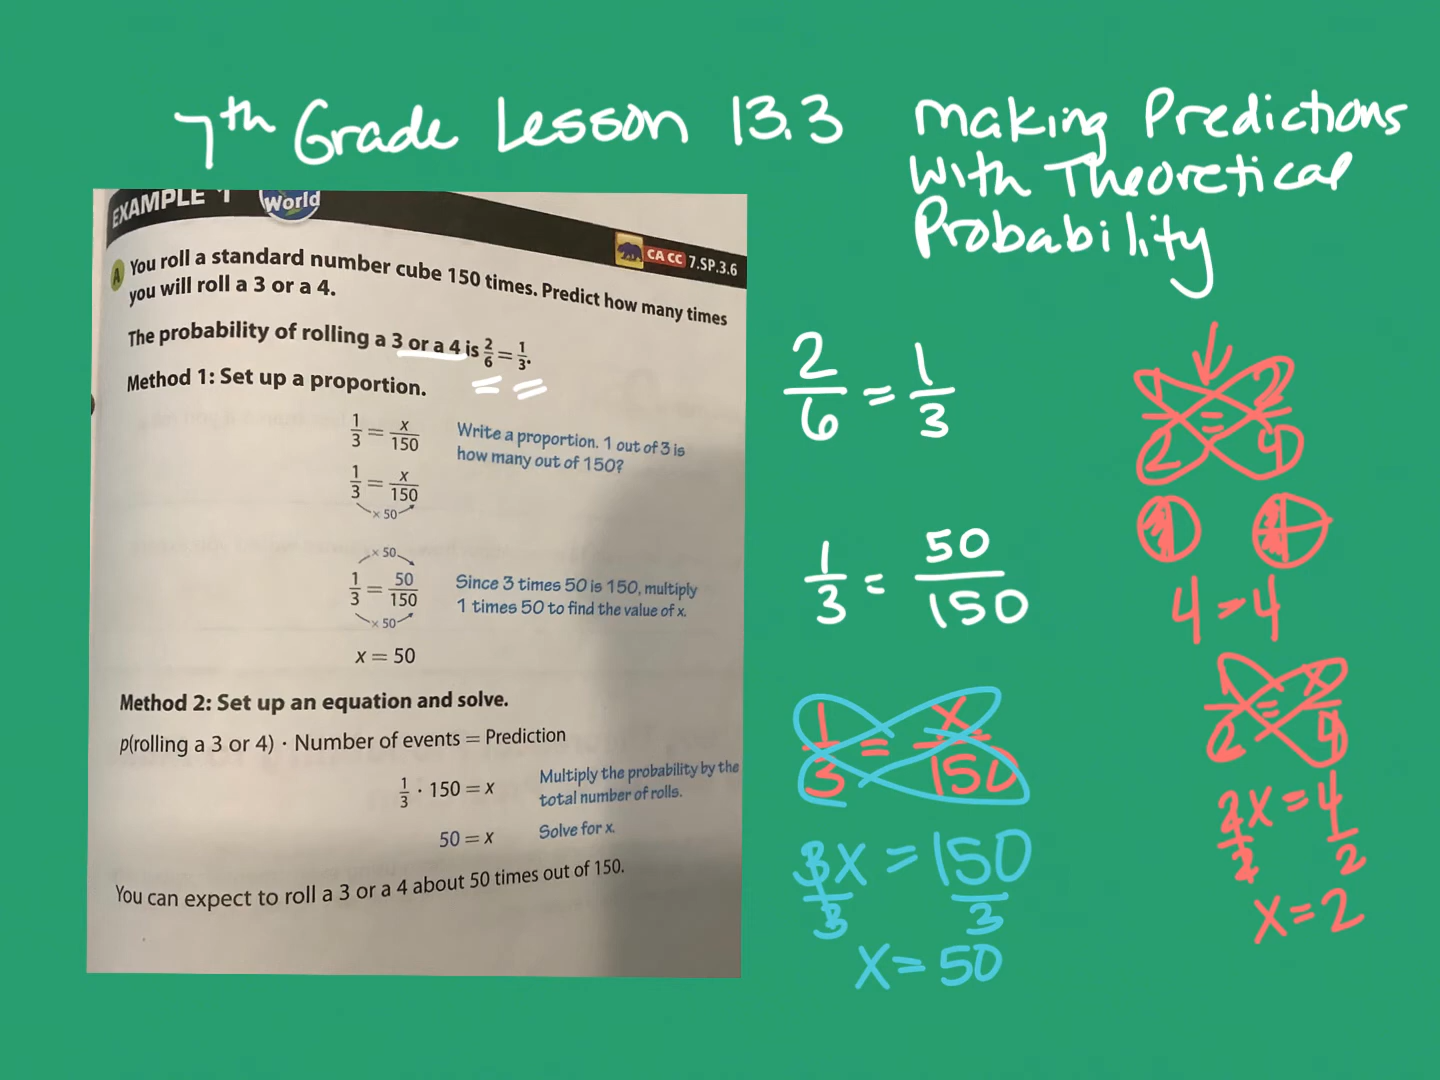 7th Grade Lesson 13.3 Making Predictions
With Theoretical
Probability
EXAMPLE 1
World
CA CC 7.SP.3.6
A You roll a standard number cube 150 times. Predict how many times
you will roll a 3 or a 4.
The probability of rolling a 3 or a 4 is 2/6 = 1/3.
Method 1: Set up a proportion.
1/3 = x/150
Write a proportion. 1 out of 3 is
how many out of 150?
1/3 = x/150
× 50
× 50
1/3 = 50/150
× 50
Since 3 times 50 is 150, multiply
1 times 50 to find the value of x.
x = 50
Method 2: Set up an equation and solve.
p(rolling a 3 or 4) · Number of events = Prediction
1/3 · 150 = x
Multiply the probability by the
total number of rolls.
50 = x
Solve for x.
You can expect to roll a 3 or a 4 about 50 times out of 150.
2/6 = 1/3
1/3 = 50/150
1/3 = x/150
3x/3 = 150/3
x = 50
1/2 = 2/4
4 = 4
1/2 = x/4
2x/2 = 4/2
x = 2